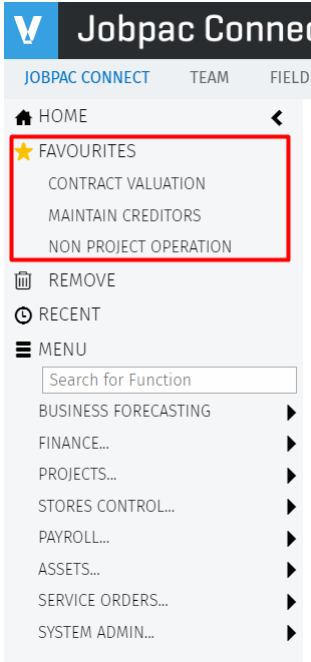 Jobpac Connec
JOBPAC CONNECT TEAM FIELD
HOME
FAVOURITES
CONTRACT VALUATION
MAINTAIN CREDITORS
NON PROJECT OPERATION
REMOVE
RECENT
MENU
Search for Function
BUSINESS FORECASTING
FINANCE...
PROJECTS...
STORES CONTROL...
PAYROLL...
ASSETS...
SERVICE ORDERS...
SYSTEM ADMIN...